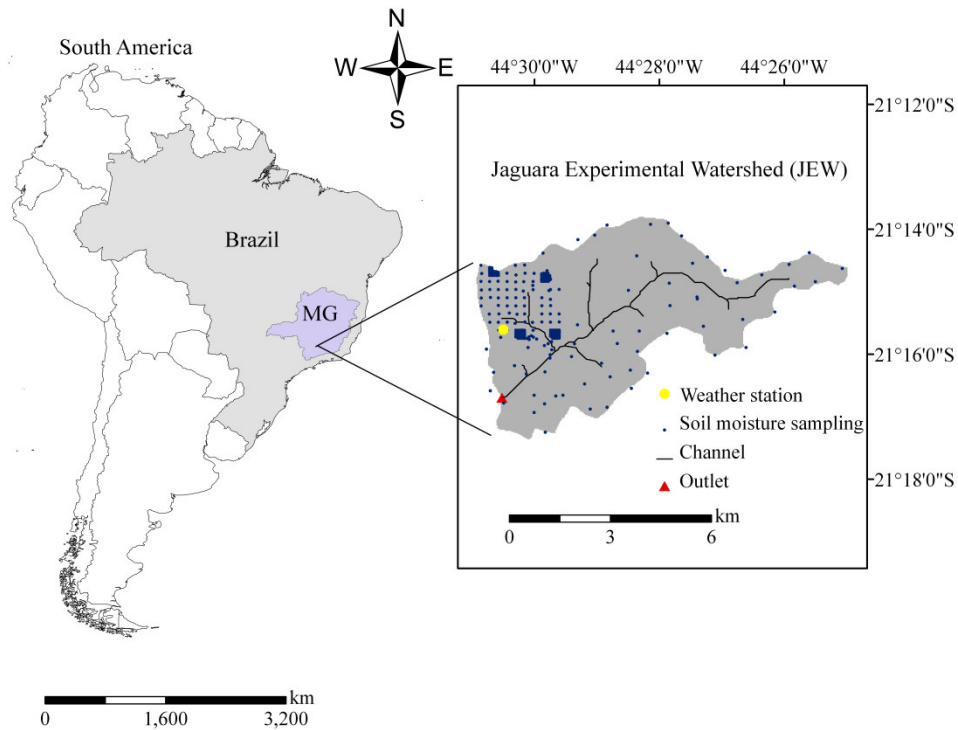 South America
N
W E
S
Brazil
MG
km
0 1,600 3,200
44°30'0"W 44°28'0"W 44°26'0"W
21°12'0"S
Jaguara Experimental Watershed (JEW)
21°14'0"S
21°16'0"S
Weather station
Soil moisture sampling
Channel
21°18'0"S
Outlet
km
0 3 6